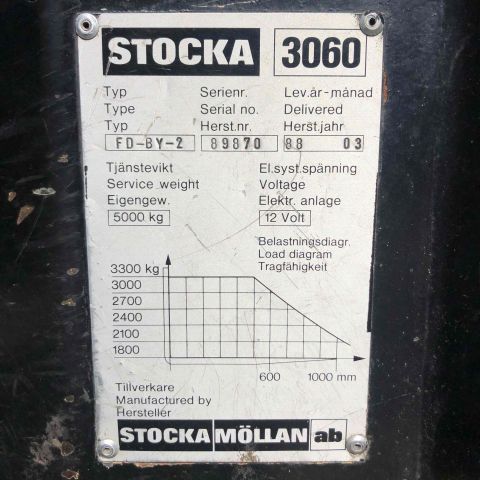 STOCKA 3060
Typ Serienr. Lev.år-månad
Type Serial no. Delivered
Typ Herst.nr. Herst.jahr
FD-BY-2 89870 88 03
Tjänstevikt El.syst.spänning
Service weight Voltage
Eigengew. Elektr. anlage
5000 kg 12 Volt
Belastningsdiagr.
Load diagram
Tragfähigkeit
3300 kg
3000
2700
2400
2100
1800
600 1000 mm
Tillverkare
Manufactured by
Hersteller
STOCKA MÖLLAN ab